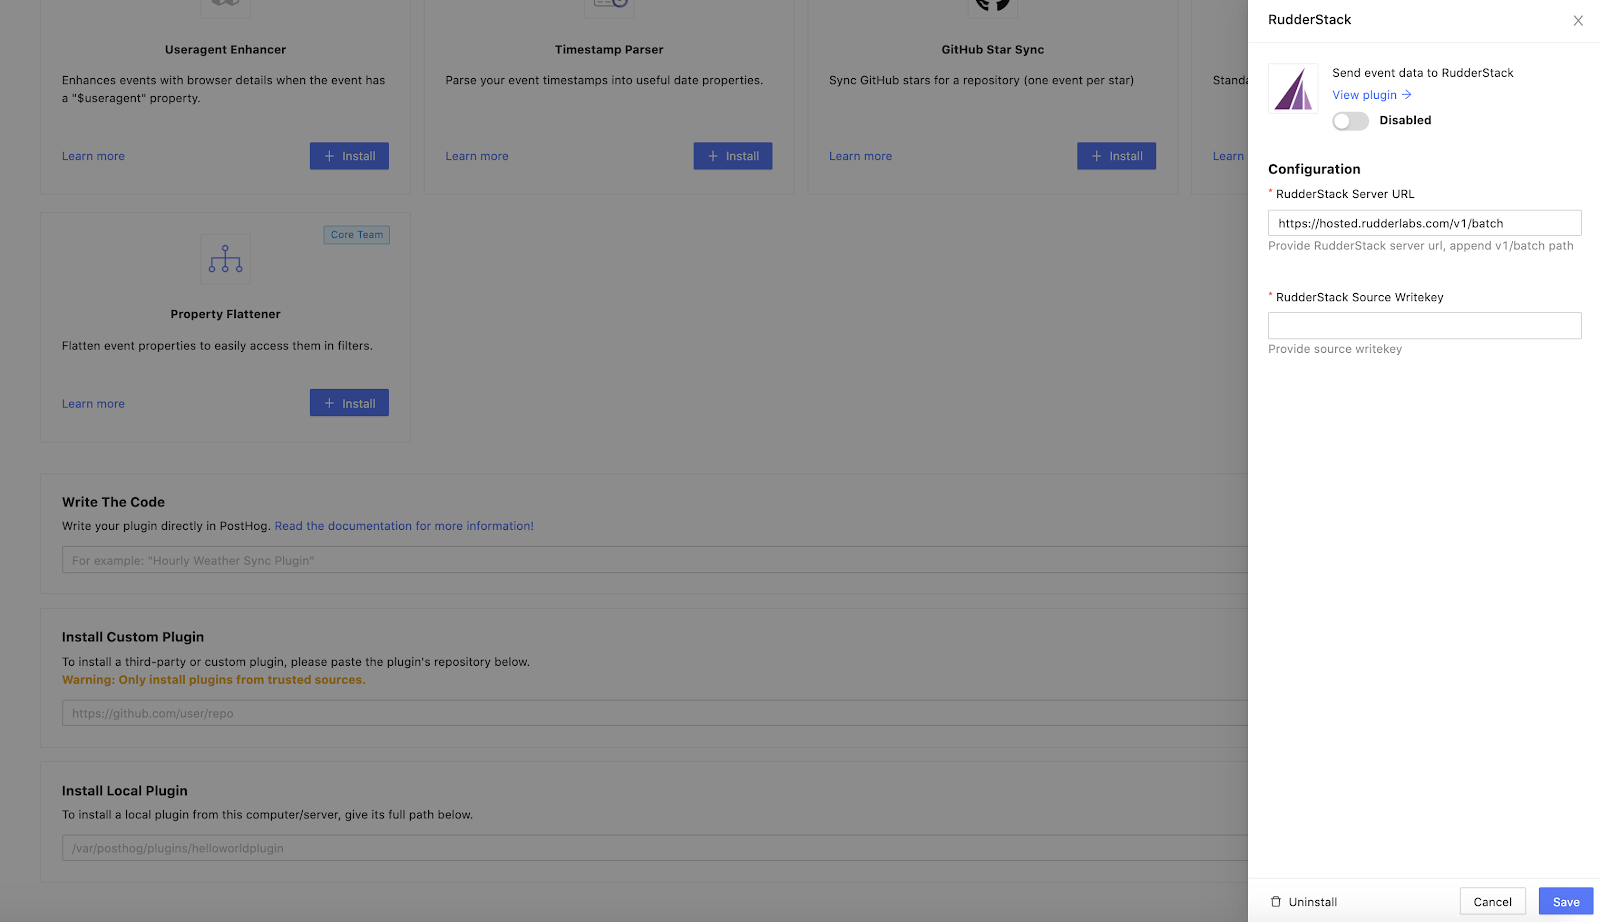 Useragent Enhancer
Enhances events with browser details when the event has
a "$useragent" property.
Learn more
+ Install
Timestamp Parser
Parse your event timestamps into useful date properties.
Learn more
+ Install
GitHub Star Sync
Sync GitHub stars for a repository (one event per star)
Learn more
+ Install
Learn
Core Team
Property Flattener
Flatten event properties to easily access them in filters.
Learn more
+ Install
Write The Code
Write your plugin directly in PostHog. Read the documentation for more information!
For example: "Hourly Weather Sync Plugin"
Install Custom Plugin
To install a third-party or custom plugin, please paste the plugin's repository below.
Warning: Only install plugins from trusted sources.
https://github.com/user/repo
Install Local Plugin
To install a local plugin from this computer/server, give its full path below.
/var/posthog/plugins/helloworldplugin
RudderStack
Send event data to RudderStack
View plugin →
Disabled
Configuration
* RudderStack Server URL
https://hosted.rudderlabs.com/v1/batch
Provide RudderStack server url, append v1/batch path
* RudderStack Source Writekey
Provide source writekey
Uninstall
Cancel
Save